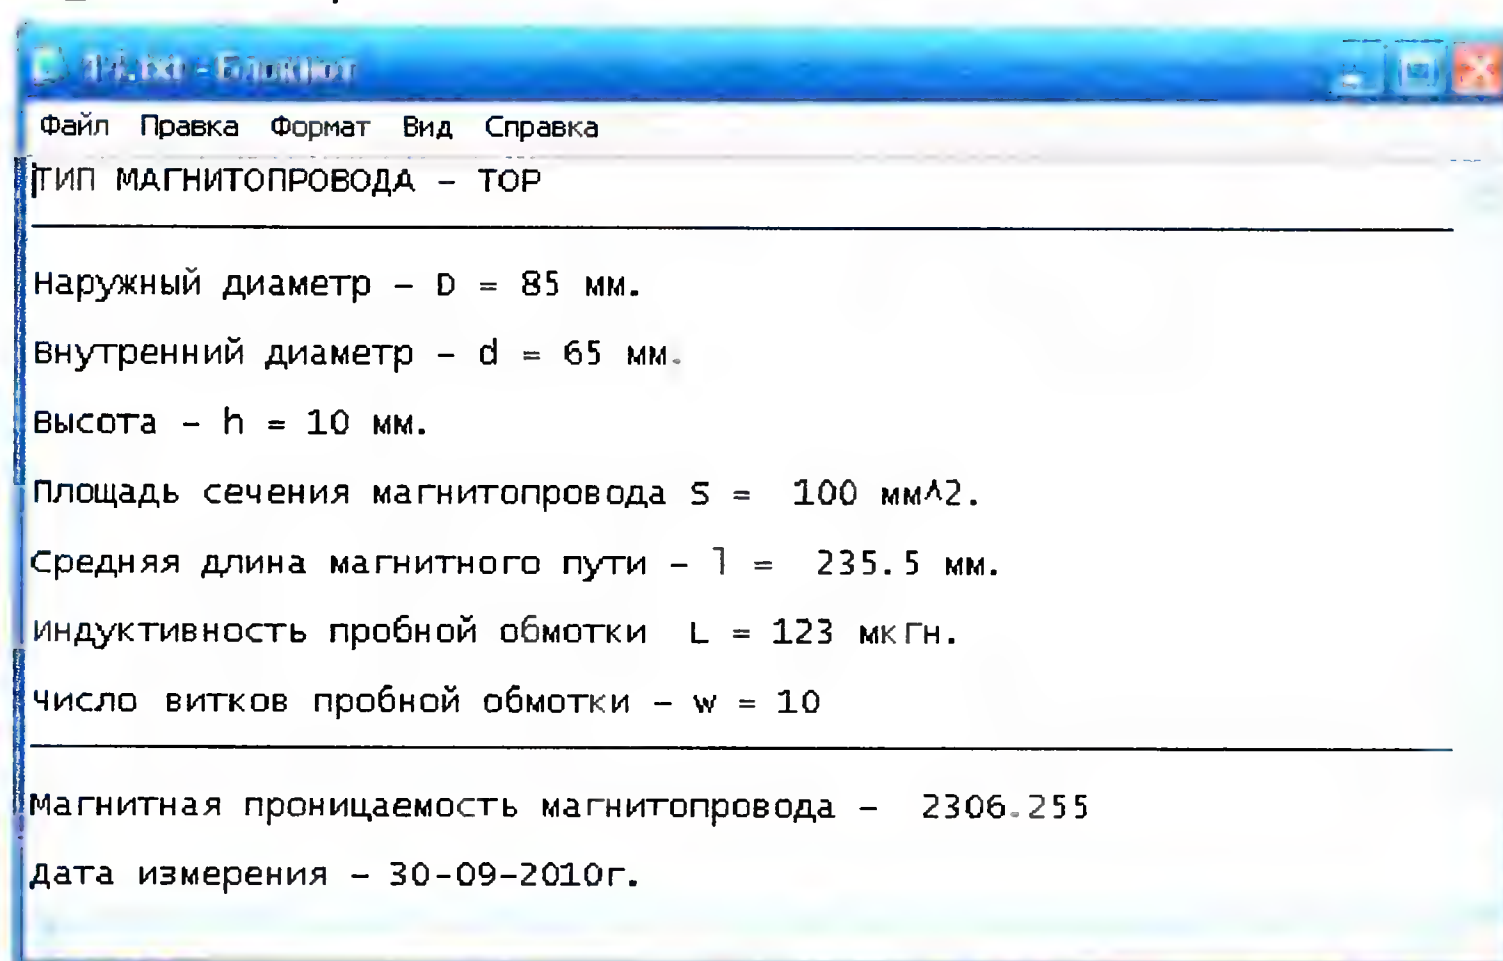 Файл Правка Формат Вид Справка
ТИП МАГНИТОПРОВОДА – ТОР
Наружный диаметр – D = 85 мм.
Внутренний диаметр – d = 65 мм.
Высота – h = 10 мм.
Площадь сечения магнитопровода S = 100 мм^2.
Средняя длина магнитного пути – l = 235.5 мм.
Индуктивность пробной обмотки L = 123 мкГн.
Число витков пробной обмотки – w = 10
Магнитная проницаемость магнитопровода – 2306.255
Дата измерения – 30-09-2010г.